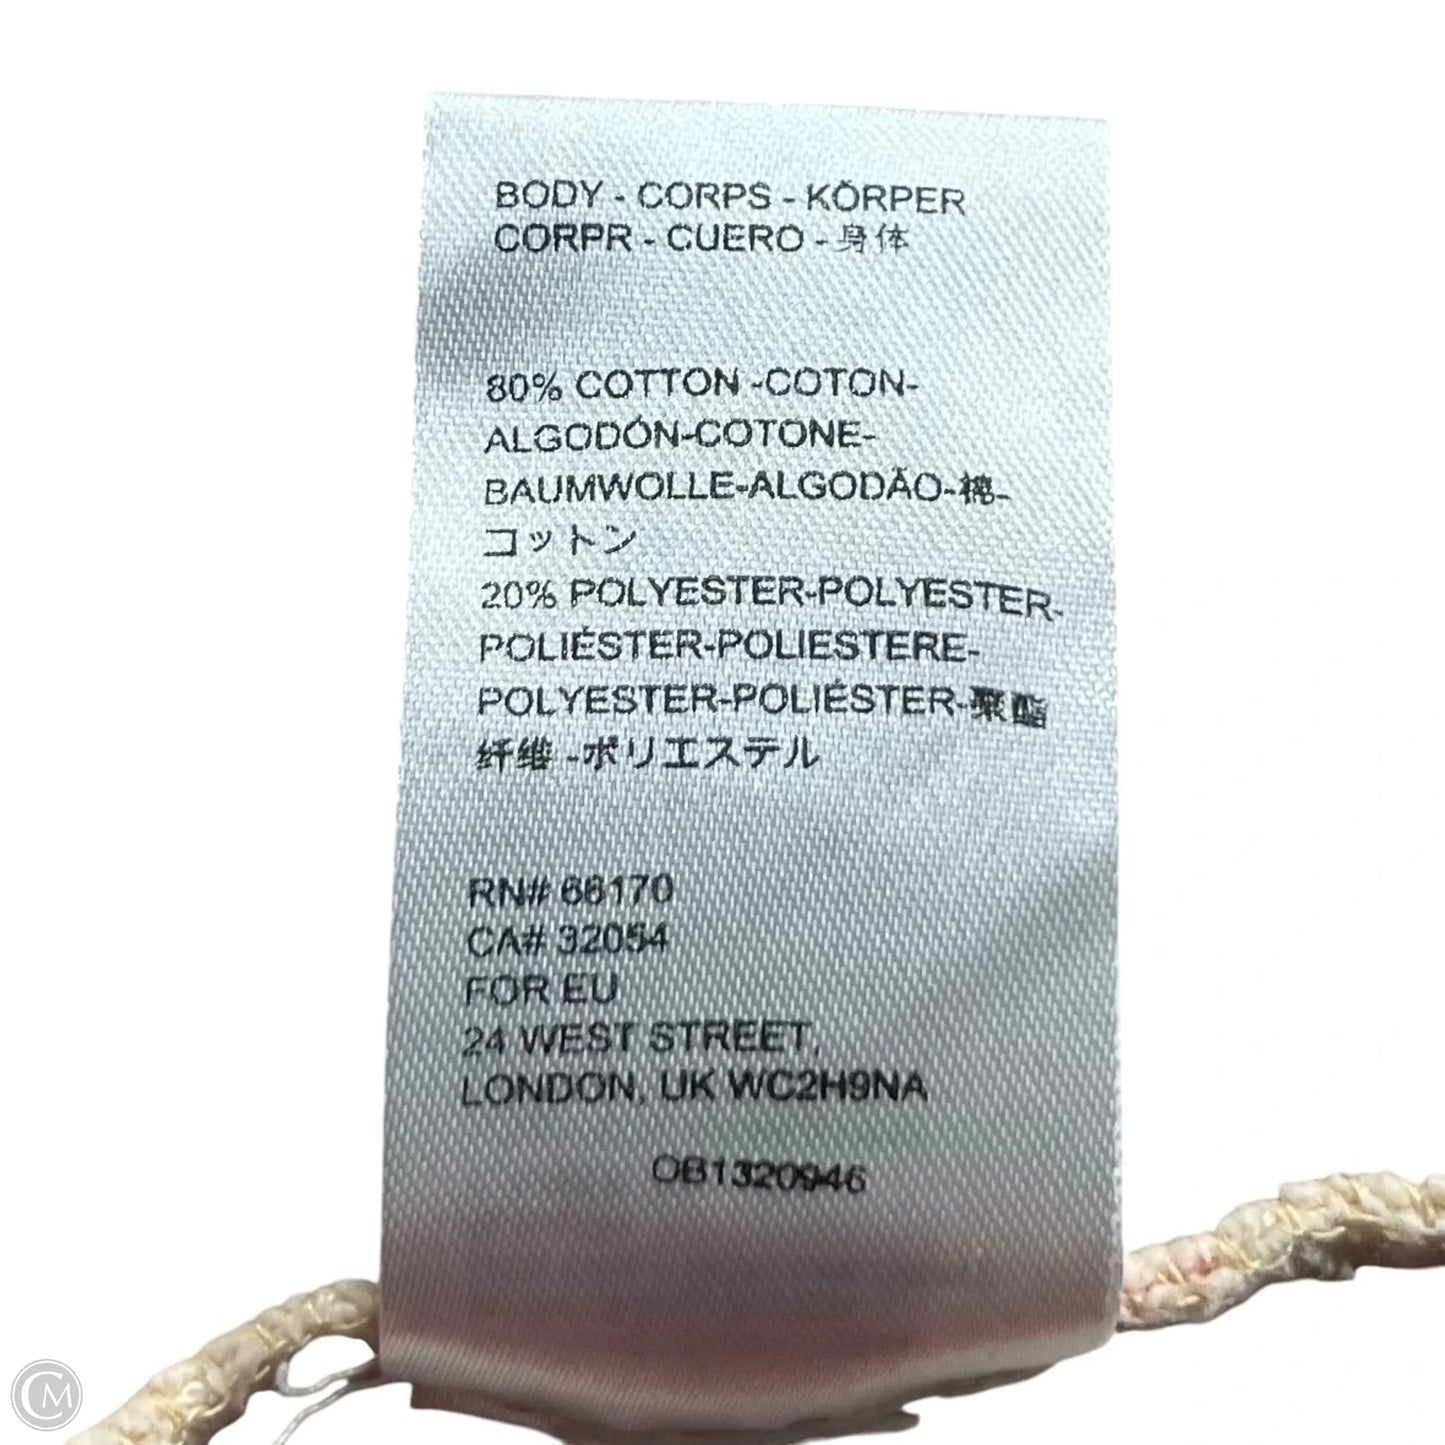 BODY - CORPS - KÖRPER
CORPR - CUERO - 身体
80% COTTON -COTON-
ALGODÓN-COTONE-
BAUMWOLLE-ALGODÃO-棉-
コットン
20% POLYESTER-POLYESTER-
POLIÉSTER-POLIESTERE-
POLYESTER-POLIÉSTER-聚酯
纤维 -ポリエステル
RN# 66170
CA# 32054
FOR EU
24 WEST STREET,
LONDON, UK WC2H9NA
OB1320946
CM